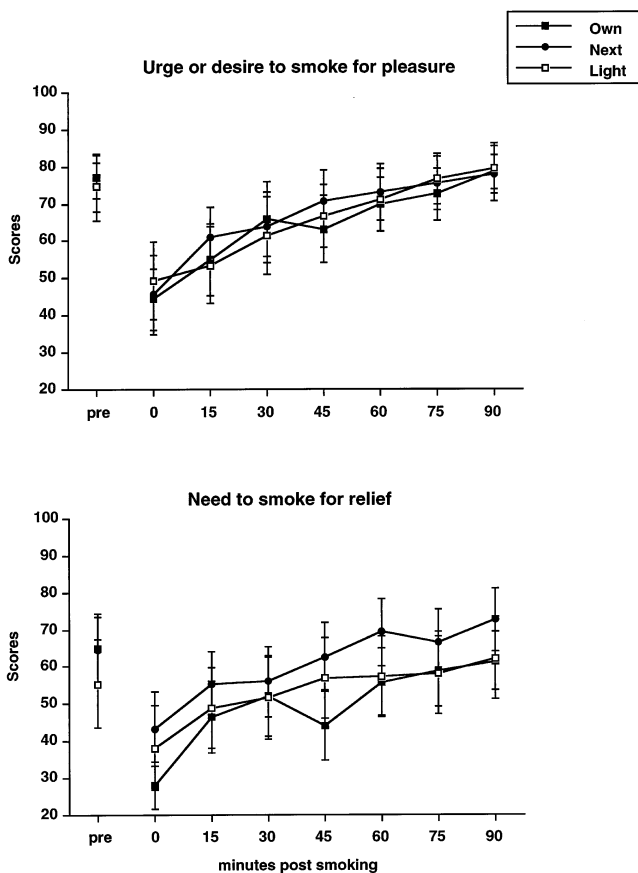 Own
Next
Light
Urge or desire to smoke for pleasure
100
90
80
70
60
50
40
30
20
Scores
pre 0 15 30 45 60 75 90
Need to smoke for relief
100
90
80
70
60
50
40
30
20
Scores
pre 0 15 30 45 60 75 90
minutes post smoking